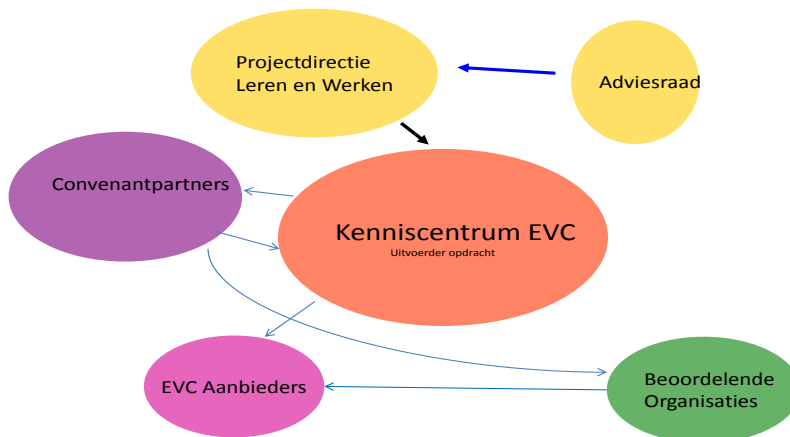 Projectdirectie
Leren en Werken
Adviesraad
Convenantpartners
Kenniscentrum EVC
Uitvoerder opdracht
EVC Aanbieders
Beoordelende
Organisaties